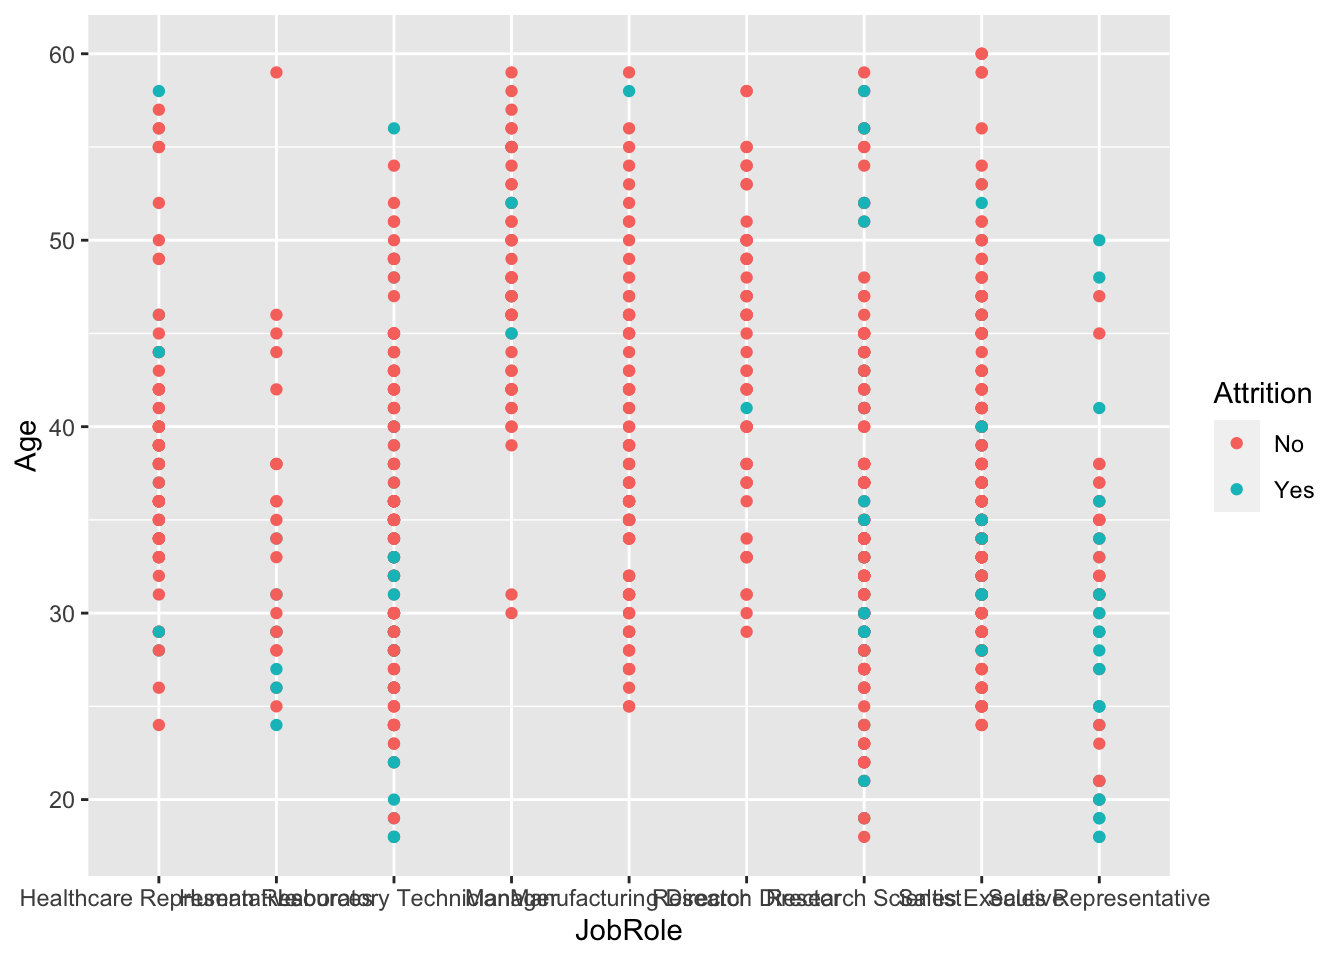 60
50
40
30
20
Age
Healthcare Representative
Human Resources
Laboratory Technician
Manager
Manufacturing Director
Research Director
Research Scientist
Sales Executive
Sales Representative
JobRole
Attrition
No
Yes